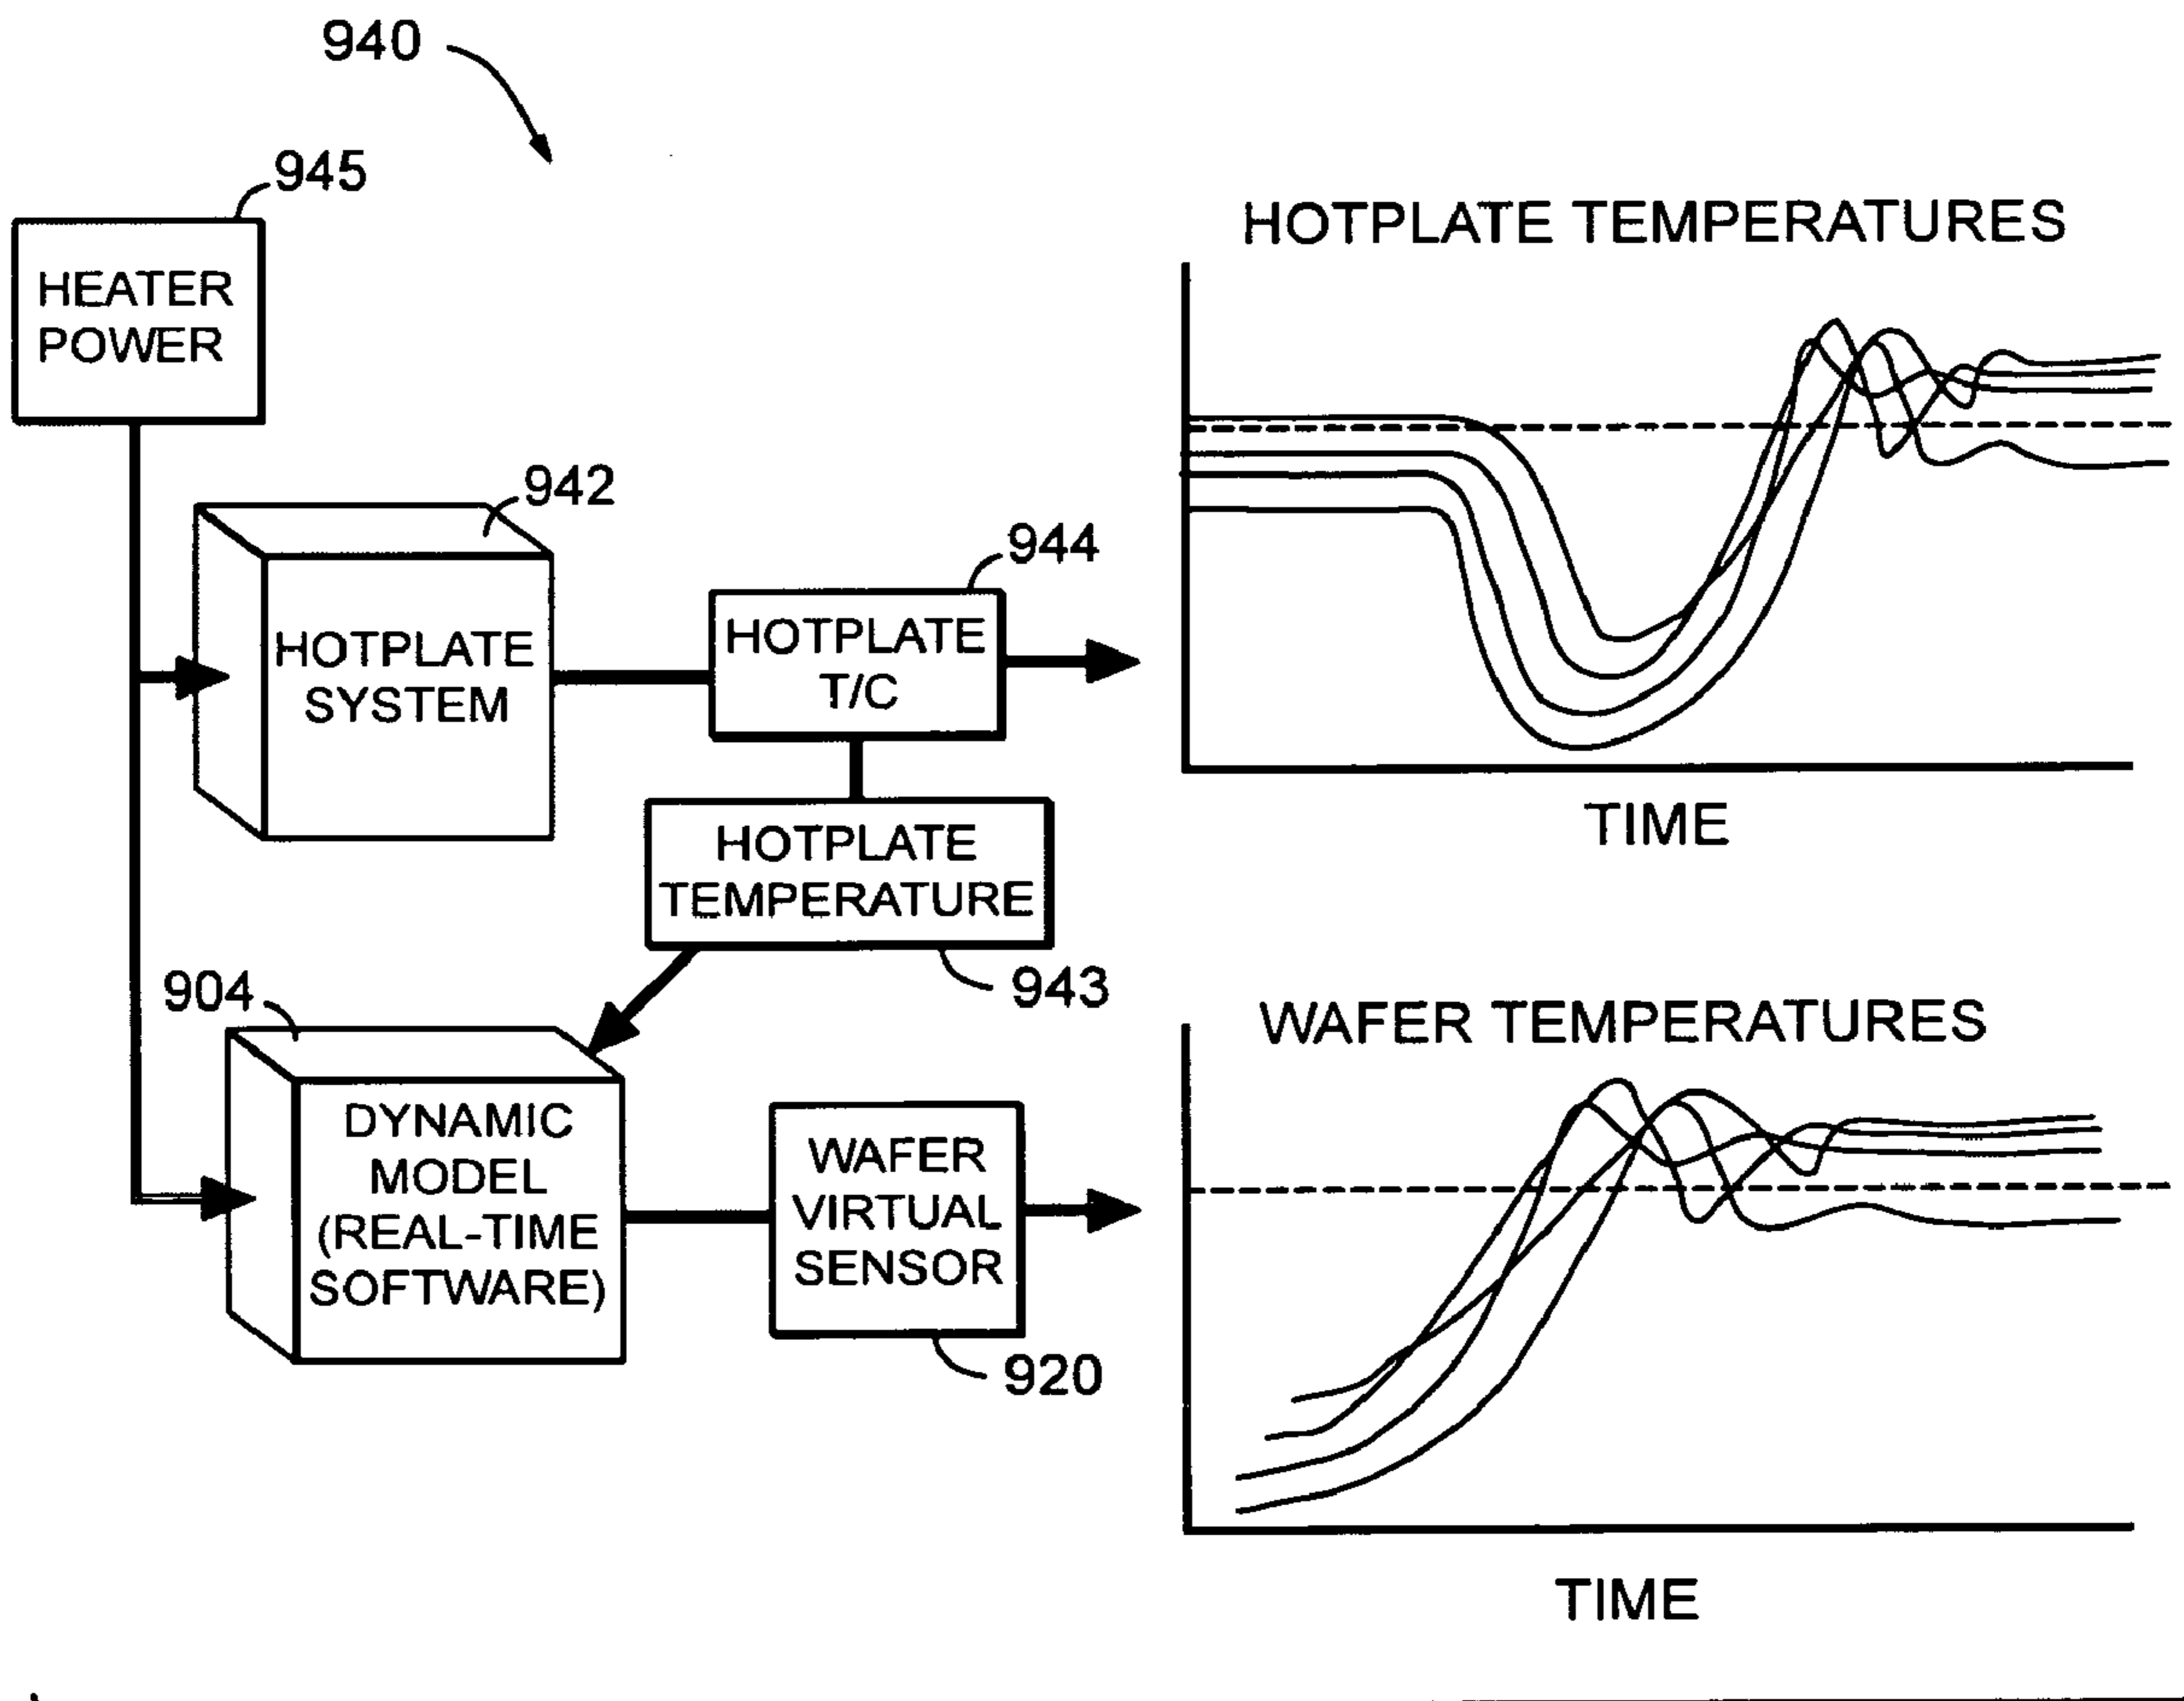 940
945
HEATER
POWER
942
HOTPLATE
SYSTEM
944
HOTPLATE
T/C
HOTPLATE
TEMPERATURE
943
904
DYNAMIC
MODEL
(REAL-TIME
SOFTWARE)
WAFER
VIRTUAL
SENSOR
920
HOTPLATE TEMPERATURES
TIME
WAFER TEMPERATURES
TIME